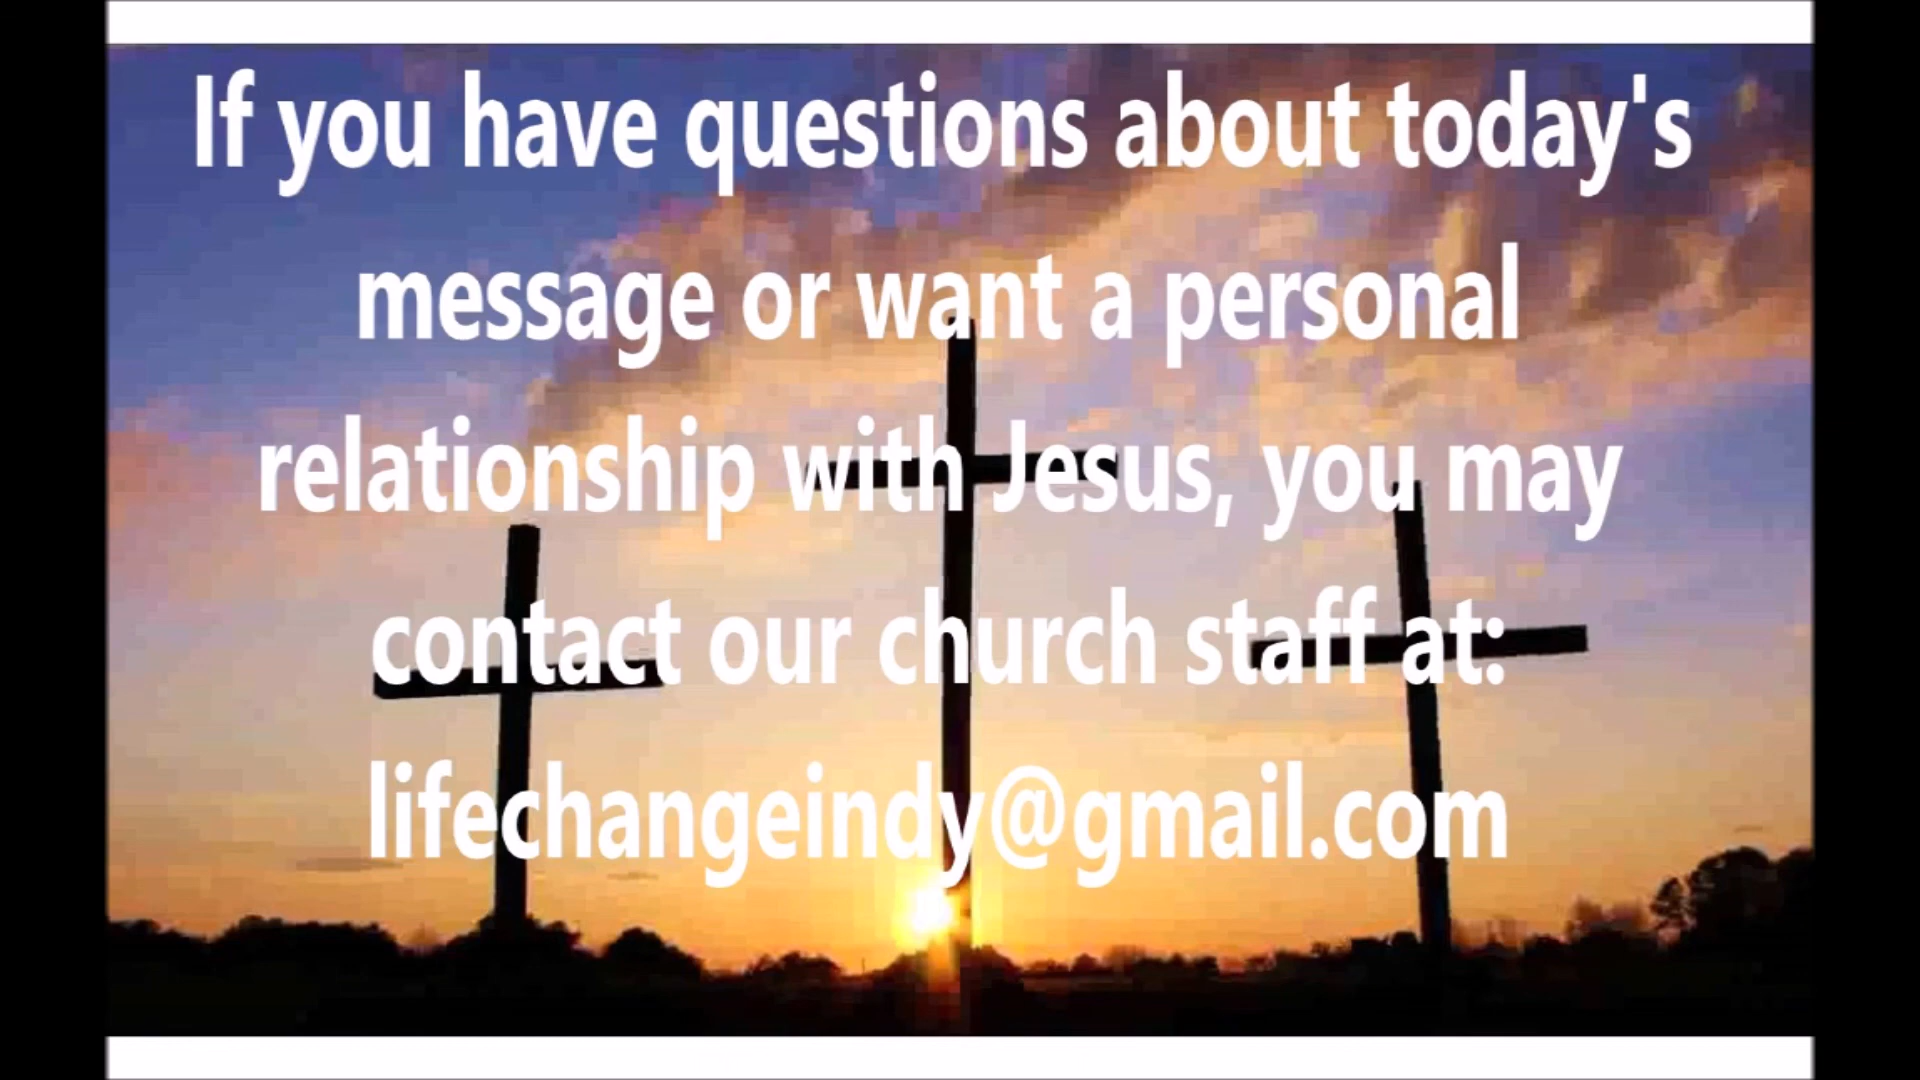 If you have questions about today's
message or want a personal
relationship with Jesus, you may
contact our church staff at:
lifechangeindy@gmail.com